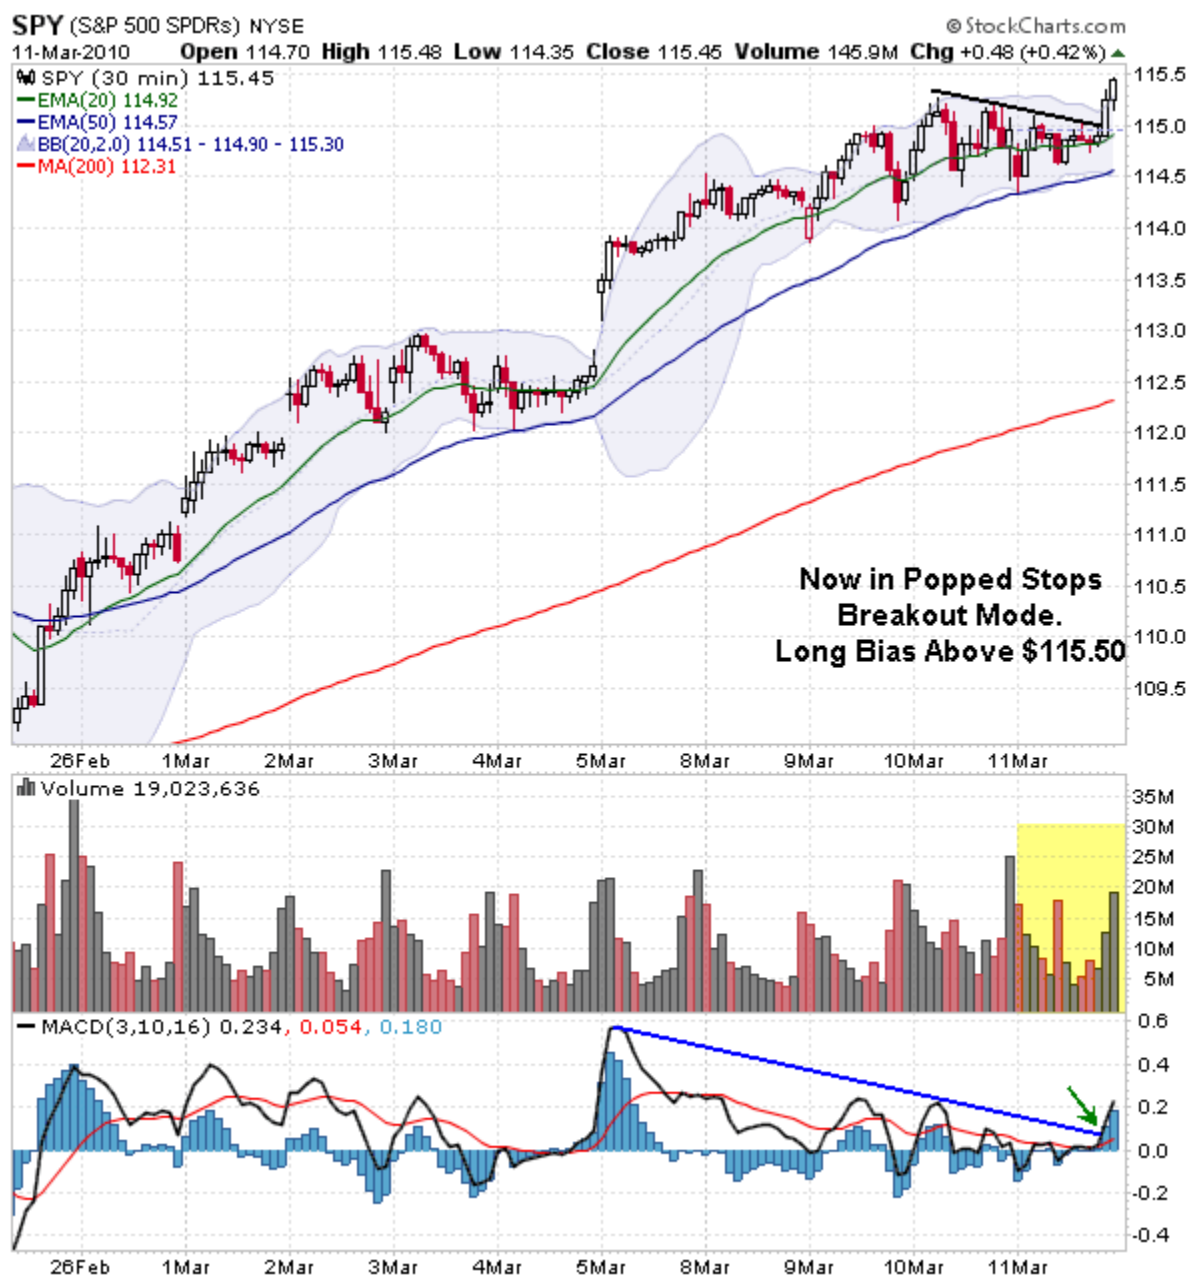 SPY (S&P 500 SPDRs) NYSE
© StockCharts.com
11-Mar-2010 Open 114.70 High 115.48 Low 114.35 Close 115.45 Volume 145.9M Chg +0.48 (+0.42%)
SPY (30 min) 115.45
EMA(20) 114.92
EMA(50) 114.57
BB(20,2.0) 114.51 - 114.90 - 115.30
MA(200) 112.31
115.5
115.0
114.5
114.0
113.5
113.0
112.5
112.0
111.5
111.0
110.5
110.0
109.5
Now in Popped Stops
Breakout Mode.
Long Bias Above $115.50
26Feb 1Mar 2Mar 3Mar 4Mar 5Mar 8Mar 9Mar 10Mar 11Mar
Volume 19,023,636
35M
30M
25M
20M
15M
10M
5M
MACD(3,10,16) 0.234, 0.054, 0.180
0.6
0.4
0.2
0.0
-0.2
-0.4
26Feb 1Mar 2Mar 3Mar 4Mar 5Mar 8Mar 9Mar 10Mar 11Mar